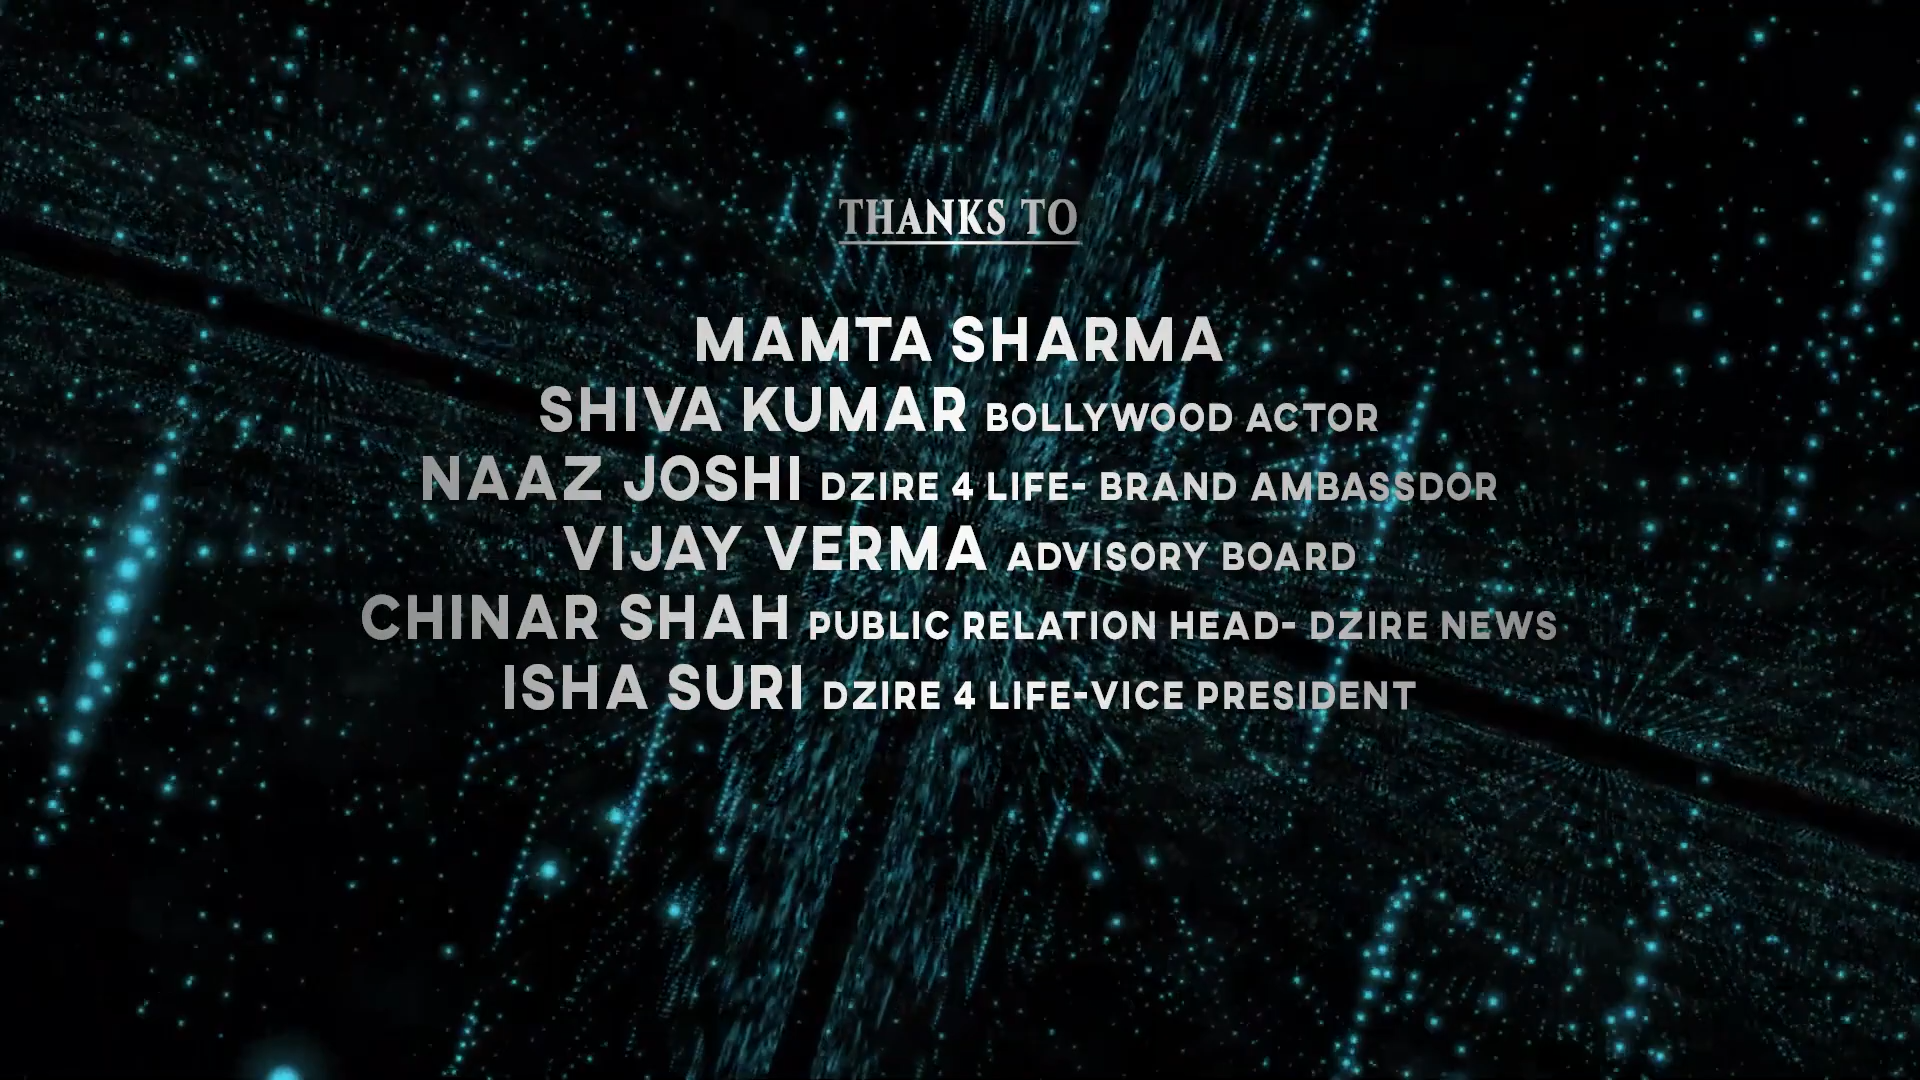 THANKS TO
MAMTA SHARMA
SHIVA KUMAR BOLLYWOOD ACTOR
NAAZ JOSHI DZIRE 4 LIFE- BRAND AMBASSDOR
VIJAY VERMA ADVISORY BOARD
CHINAR SHAH PUBLIC RELATION HEAD- DZIRE NEWS
ISHA SURI DZIRE 4 LIFE-VICE PRESIDENT